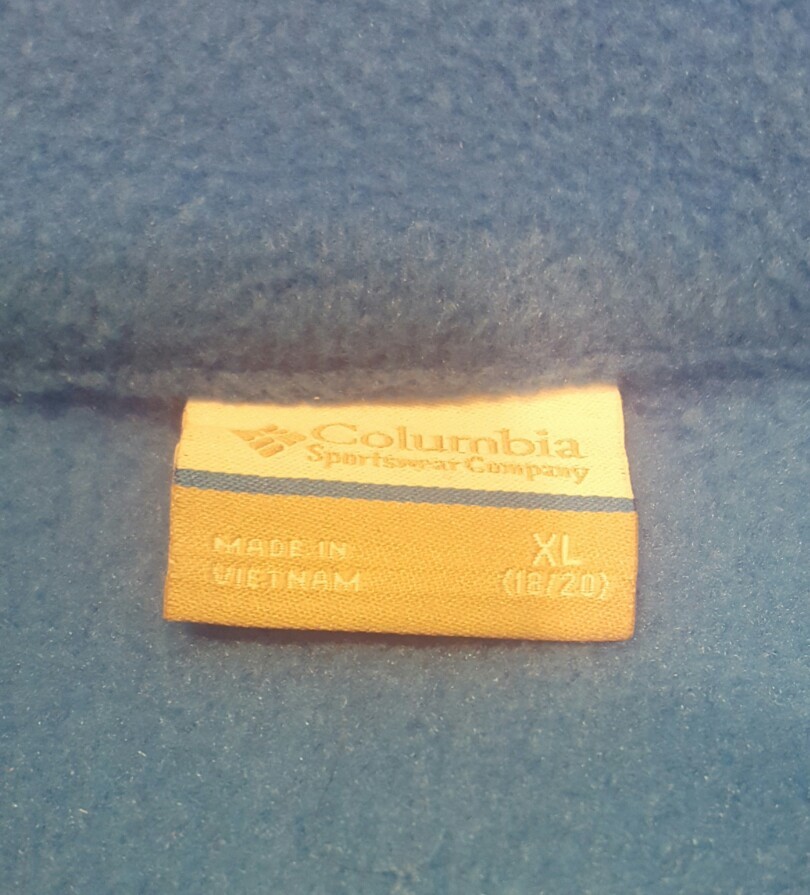 Columbia
Sportswear Company
MADE IN
VIETNAM
XL
(18/20)